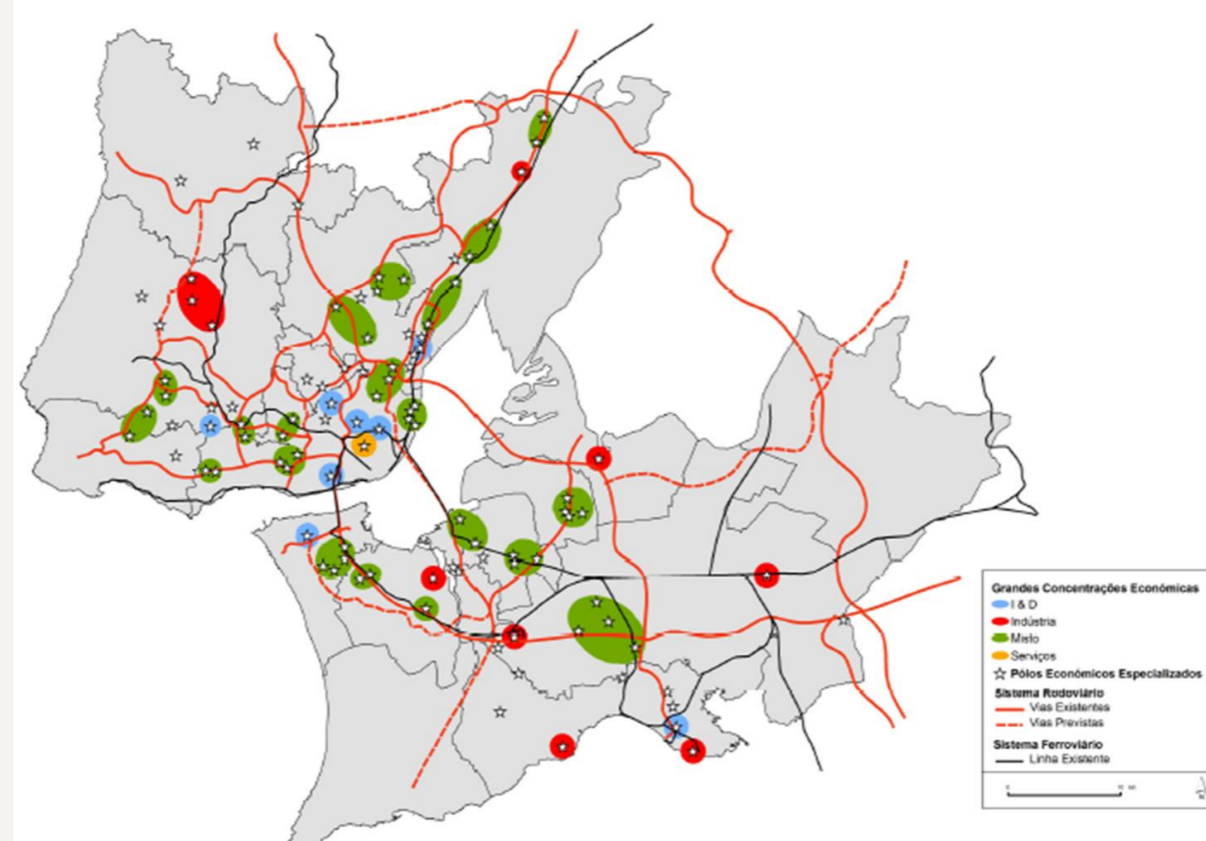 Grandes Concentrações Económicas
I & D
Indústria
Misto
Serviços
Pólos Económicos Especializados
Sistema Rodoviário
Vias Existentes
Vias Previstas
Sistema Ferroviário
Linha Existente